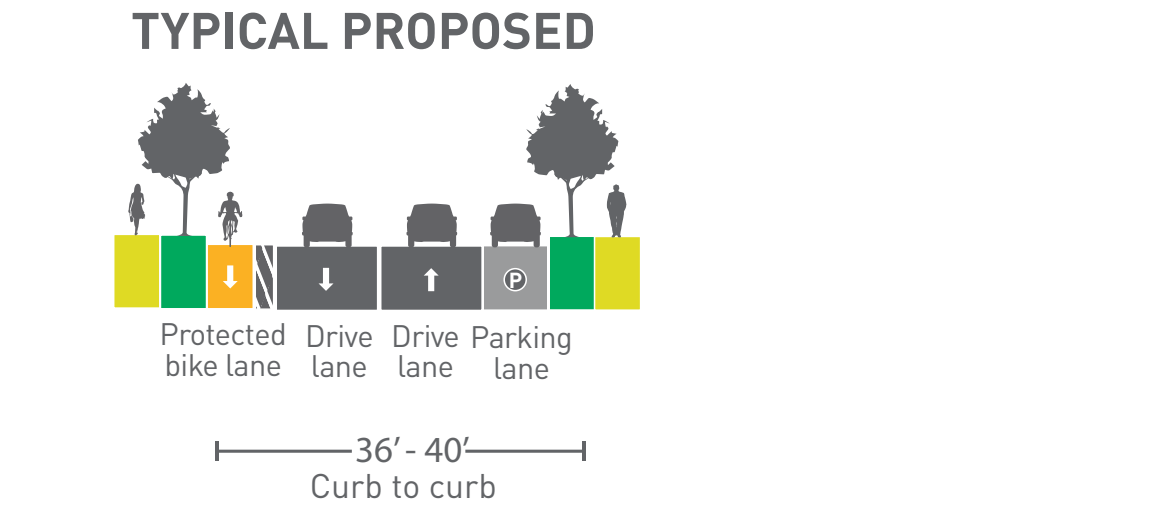 TYPICAL PROPOSED
P
Protected
bike lane
Drive
lane
Drive
lane
Parking
lane
36’ - 40’
Curb to curb